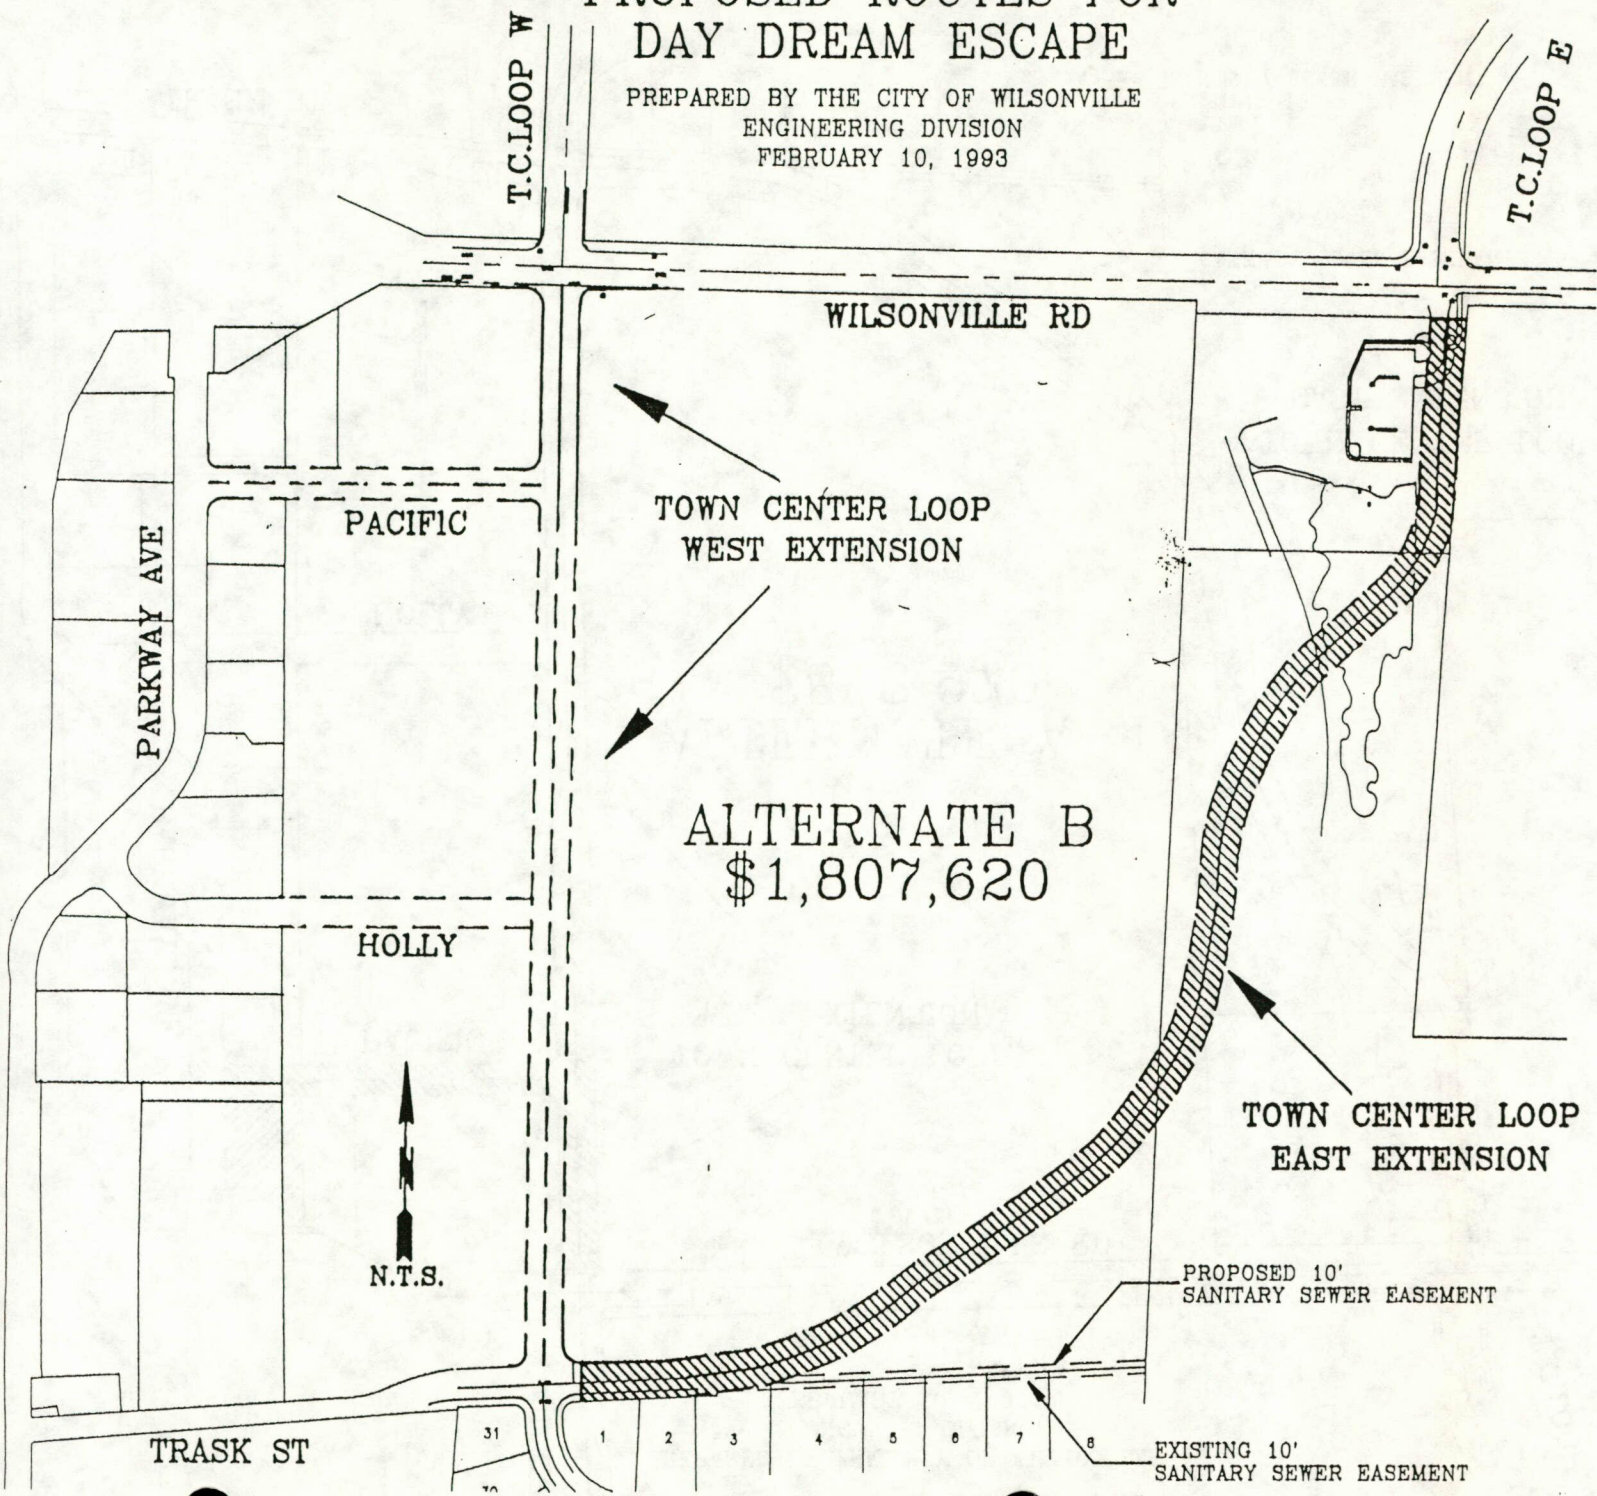 PROPOSED ROUTES FOR
DAY DREAM ESCAPE
PREPARED BY THE CITY OF WILSONVILLE
ENGINEERING DIVISION
FEBRUARY 10, 1993
T.C.LOOP W
T.C.LOOP E
WILSONVILLE RD
TOWN CENTER LOOP
WEST EXTENSION
PACIFIC
PARKWAY AVE
ALTERNATE B
$1,807,620
HOLLY
TOWN CENTER LOOP
EAST EXTENSION
N
N.T.S.
PROPOSED 10'
SANITARY SEWER EASEMENT
TRASK ST
31
1 2 3 4 5 6 7 8
EXISTING 10'
SANITARY SEWER EASEMENT